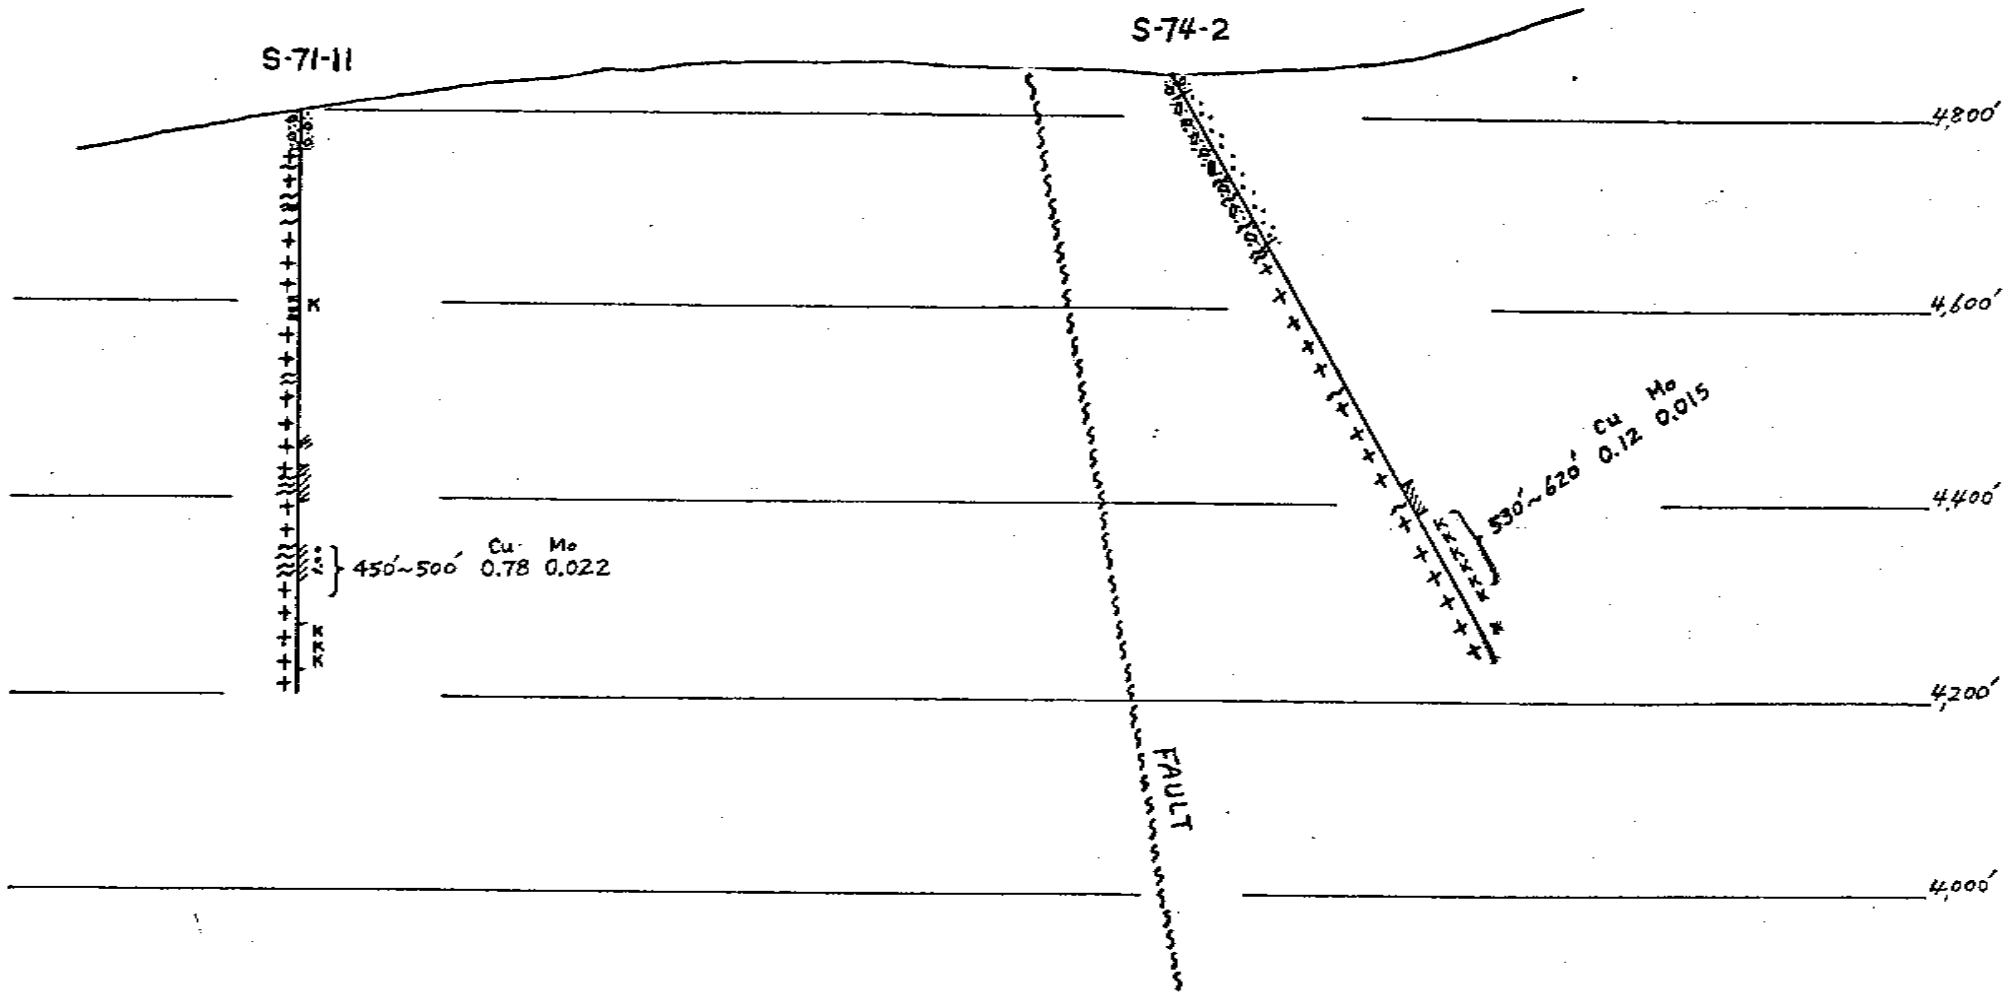 S-71-11
S-74-2
4,800'
4,600'
4,400'
4,200'
4,000'
Cu Mo
450'~500' 0.78 0.022
Cu Mo
530'~620' 0.12 0.015
FAULT